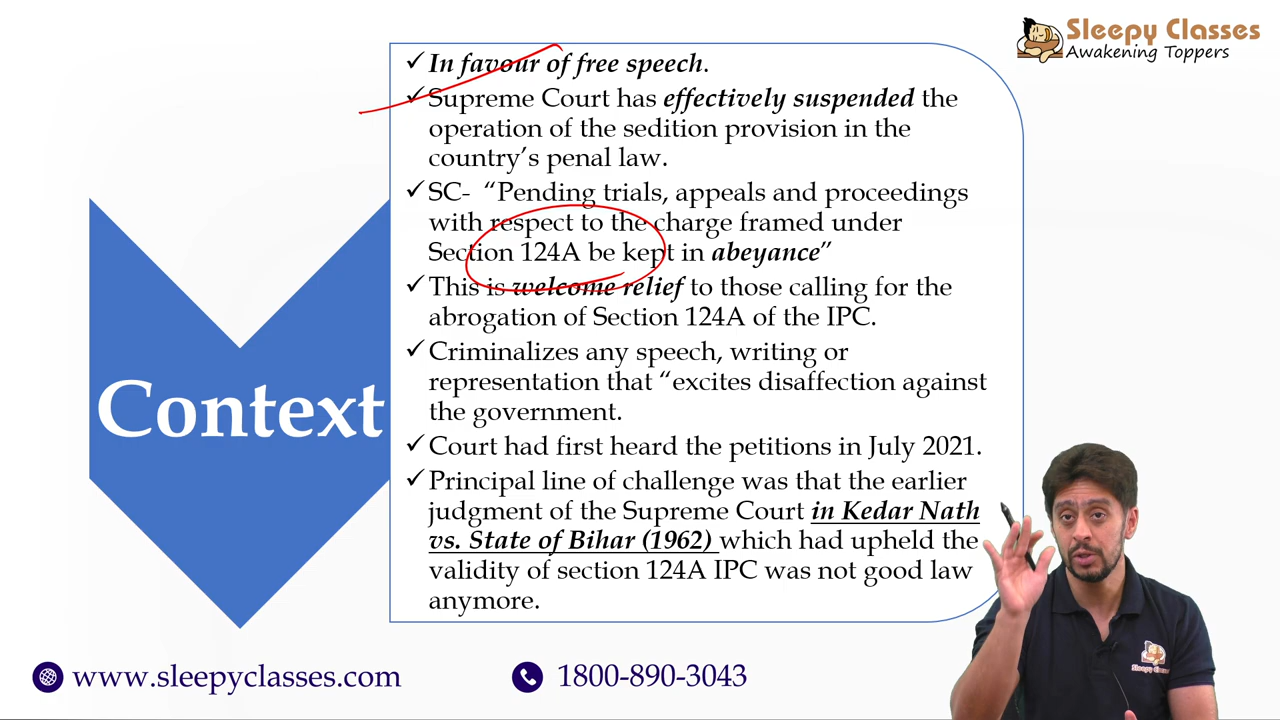 Sleepy Classes
Awakening Toppers
✓ In favour of free speech.
✓ Supreme Court has effectively suspended the
operation of the sedition provision in the
country's penal law.
✓ SC- “Pending trials, appeals and proceedings
with respect to the charge framed under
Section 124A be kept in abeyance”
✓ This is welcome relief to those calling for the
abrogation of Section 124A of the IPC.
✓ Criminalizes any speech, writing or
representation that “excites disaffection against
the government.
✓ Court had first heard the petitions in July 2021.
✓ Principal line of challenge was that the earlier
judgment of the Supreme Court in Kedar Nath
vs. State of Bihar (1962) which had upheld the
validity of section 124A IPC was not good law
anymore.
Context
www.sleepyclasses.com
1800-890-3043
Sleepy Classes